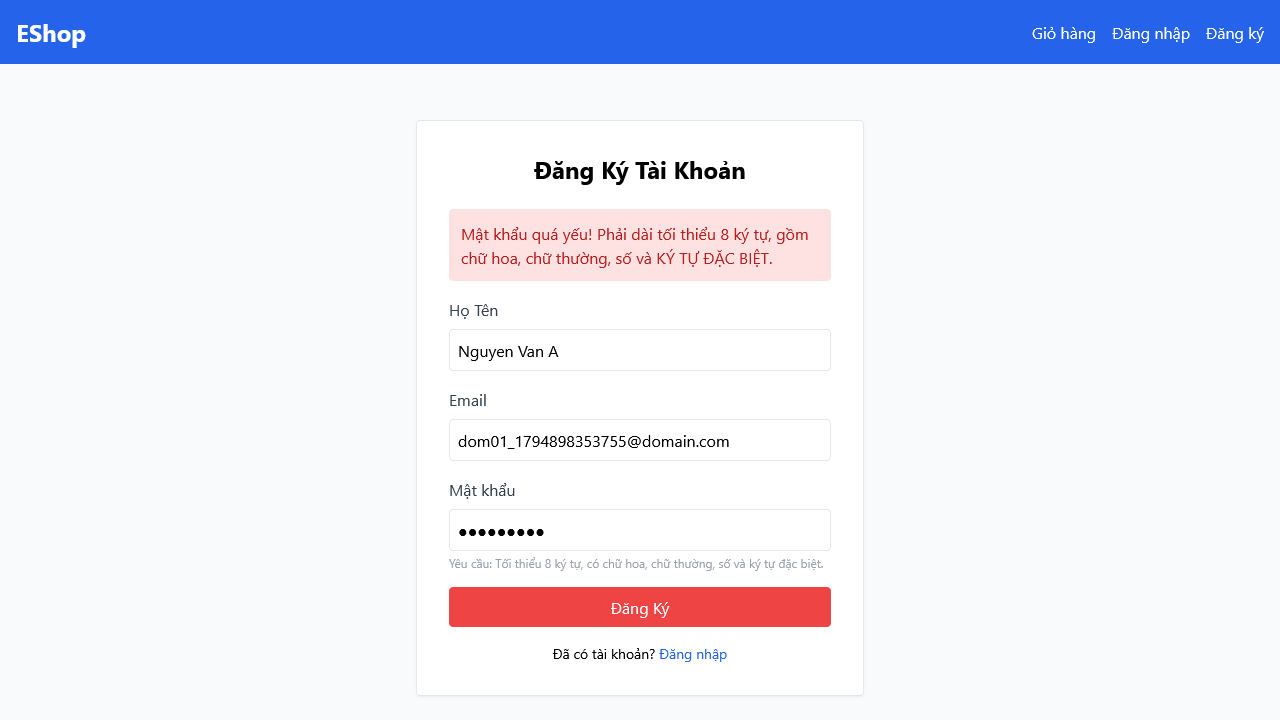 EShop
Giỏ hàng
Đăng nhập
Đăng ký
Đăng Ký Tài Khoản
Mật khẩu quá yếu! Phải dài tối thiểu 8 ký tự, gồm
chữ hoa, chữ thường, số và KÝ TỰ ĐẶC BIỆT.
Họ Tên
Nguyen Van A
Email
dom01_1794898353755@domain.com
Mật khẩu
●●●●●●●●●
Yêu cầu: Tối thiểu 8 ký tự, có chữ hoa, chữ thường, số và ký tự đặc biệt.
Đăng Ký
Đã có tài khoản? Đăng nhập